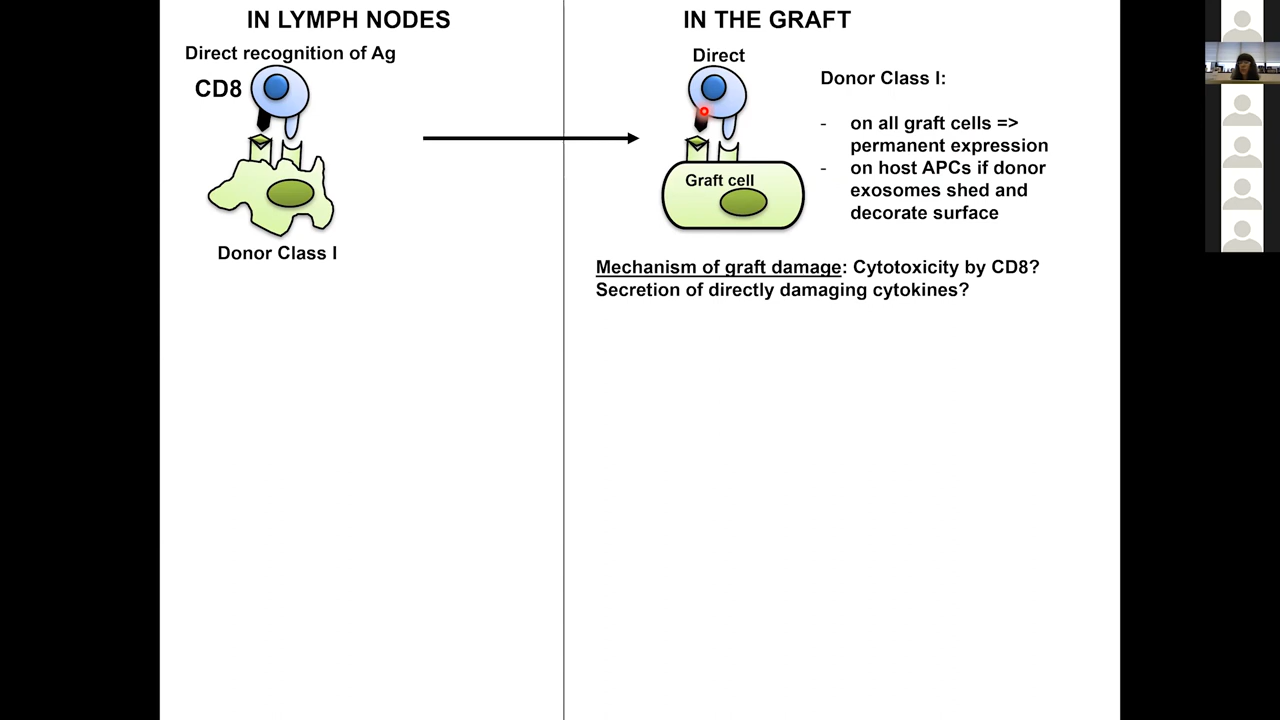 IN LYMPH NODES
Direct recognition of Ag
CD8
Donor Class I
IN THE GRAFT
Direct
Graft cell
Donor Class I:
- on all graft cells =>
permanent expression
- on host APCs if donor
exosomes shed and
decorate surface
Mechanism of graft damage: Cytotoxicity by CD8?
Secretion of directly damaging cytokines?